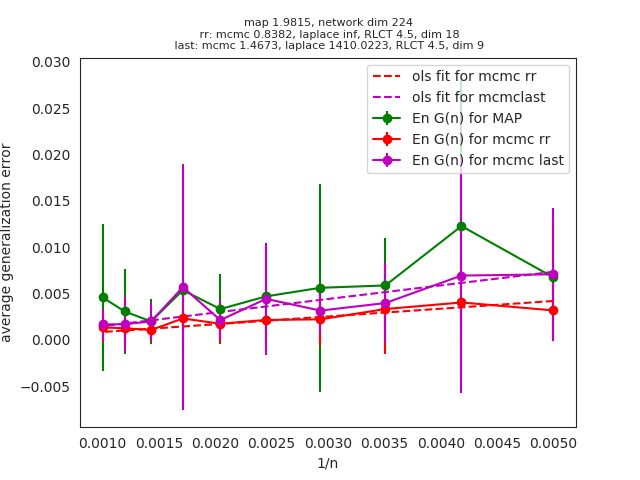 map 1.9815, network dim 224
rr: mcmc 0.8382, laplace inf, RLCT 4.5, dim 18
last: mcmc 1.4673, laplace 1410.0223, RLCT 4.5, dim 9
ols fit for mcmc rr
ols fit for mcmclast
En G(n) for MAP
En G(n) for mcmc rr
En G(n) for mcmc last
average generalization error
0.030
0.025
0.020
0.015
0.010
0.005
0.000
−0.005
0.0010 0.0015 0.0020 0.0025 0.0030 0.0035 0.0040 0.0045 0.0050
1/n